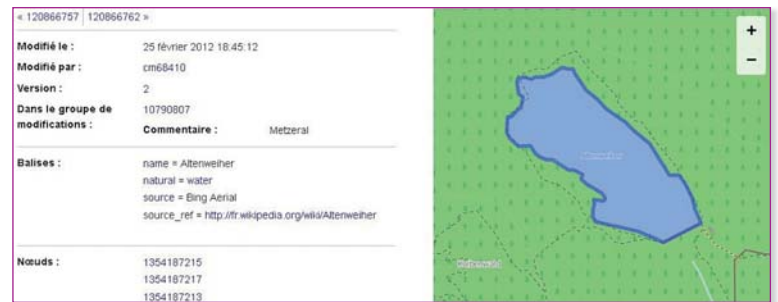 « 120866757 | 120866762 »
Modifié le : 25 février 2012 18:45:12
Modifié par : cm68410
Version : 2
Dans le groupe de modifications : 10790807
Commentaire : Metzeral
Balises : name = Altenweiher
natural = water
source = Bing Aerial
source_ref = http://fr.wikipedia.org/wiki/Altenweiher
Nœuds : 1354187215
1354187217
1354187213
+
−
Altenweiher